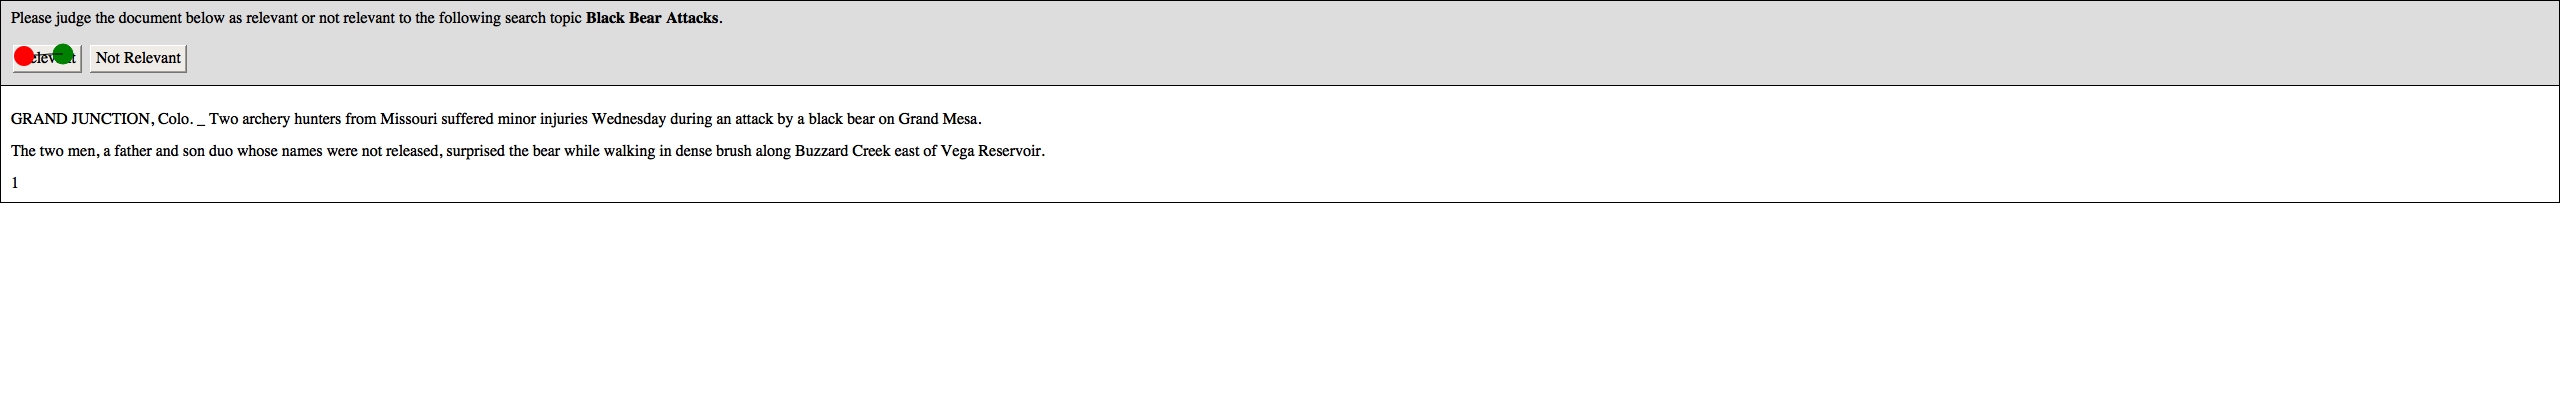 Please judge the document below as relevant or not relevant to the following search topic Black Bear Attacks.
Not Relevant
GRAND JUNCTION, Colo. _ Two archery hunters from Missouri suffered minor injuries Wednesday during an attack by a black bear on Grand Mesa.
The two men, a father and son duo whose names were not released, surprised the bear while walking in dense brush along Buzzard Creek east of Vega Reservoir.
1